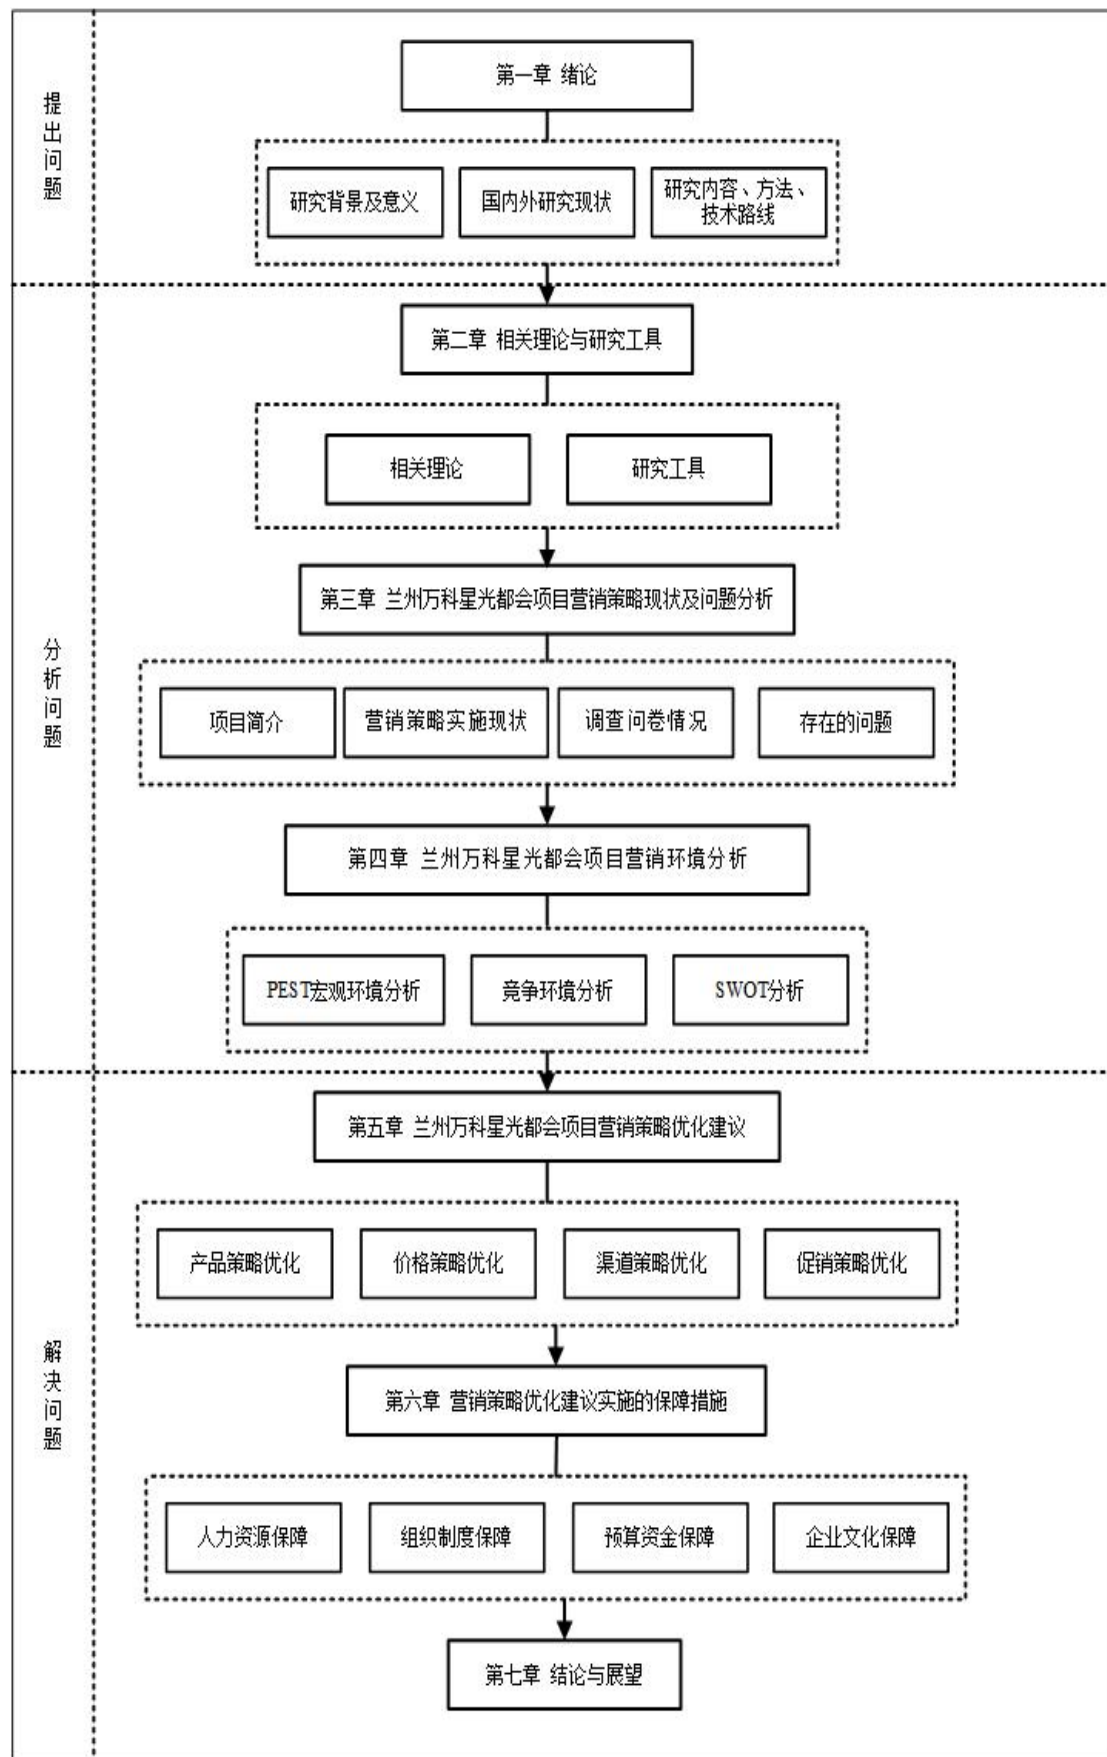 提出问题
第一章 绪论
研究背景及意义
国内外研究现状
研究内容、方法、
技术路线
分析问题
第二章 相关理论与研究工具
相关理论
研究工具
第三章 兰州万科星光都会项目营销策略现状及问题分析
项目简介
营销策略实施现状
调查问卷情况
存在的问题
第四章 兰州万科星光都会项目营销环境分析
PEST宏观环境分析
竞争环境分析
SWOT分析
解决问题
第五章 兰州万科星光都会项目营销策略优化建议
产品策略优化
价格策略优化
渠道策略优化
促销策略优化
第六章 营销策略优化建议实施的保障措施
人力资源保障
组织制度保障
预算资金保障
企业文化保障
第七章 结论与展望